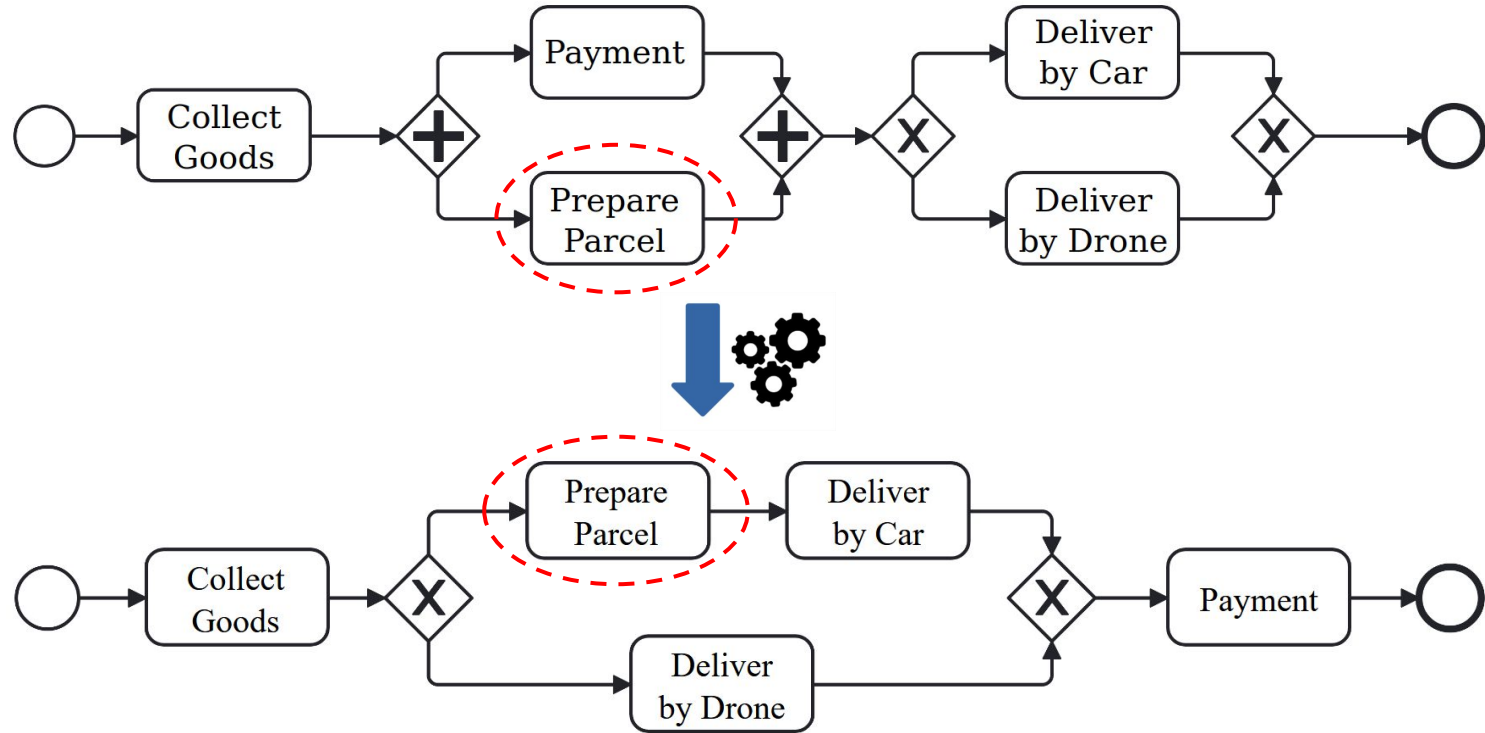 Payment
Deliver
by Car
Collect
Goods
Prepare
Parcel
Deliver
by Drone
Prepare
Parcel
Deliver
by Car
Collect
Goods
Payment
Deliver
by Drone